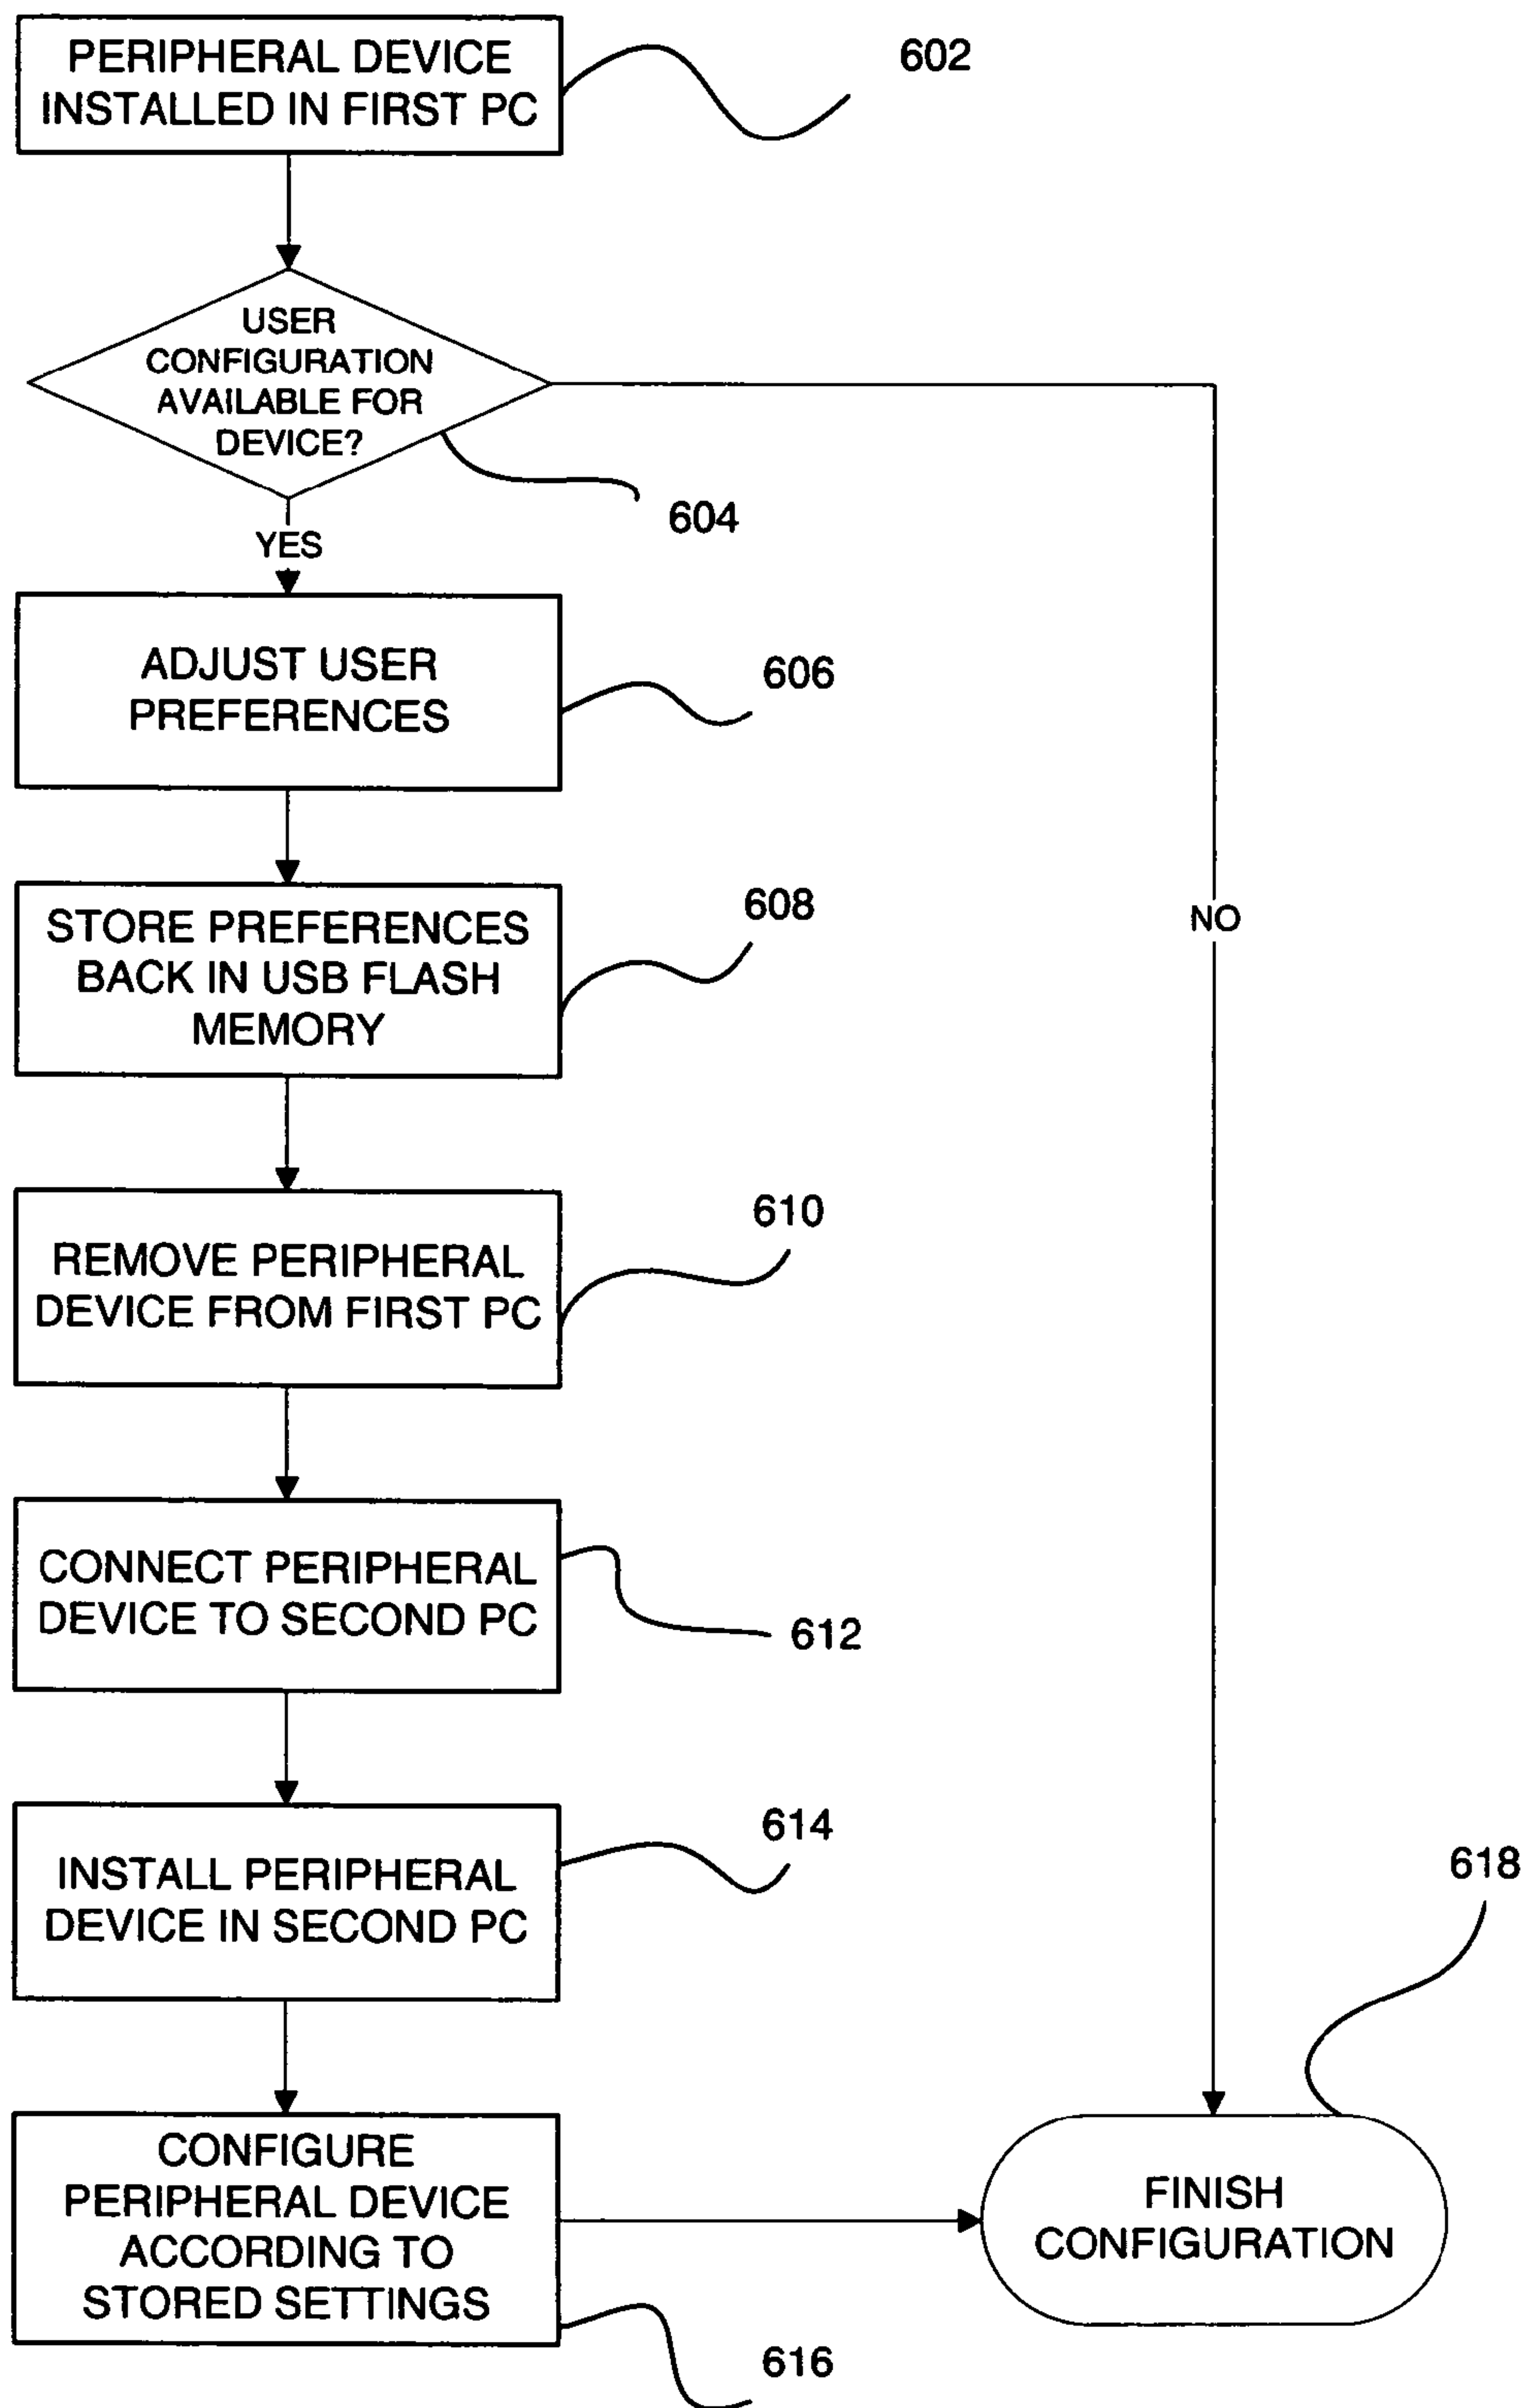 PERIPHERAL DEVICE
INSTALLED IN FIRST PC
602
USER
CONFIGURATION
AVAILABLE FOR
DEVICE?
604
YES
ADJUST USER
PREFERENCES
606
STORE PREFERENCES
BACK IN USB FLASH
MEMORY
608
NO
REMOVE PERIPHERAL
DEVICE FROM FIRST PC
610
CONNECT PERIPHERAL
DEVICE TO SECOND PC
612
INSTALL PERIPHERAL
DEVICE IN SECOND PC
614
618
CONFIGURE
PERIPHERAL DEVICE
ACCORDING TO
STORED SETTINGS
616
FINISH
CONFIGURATION